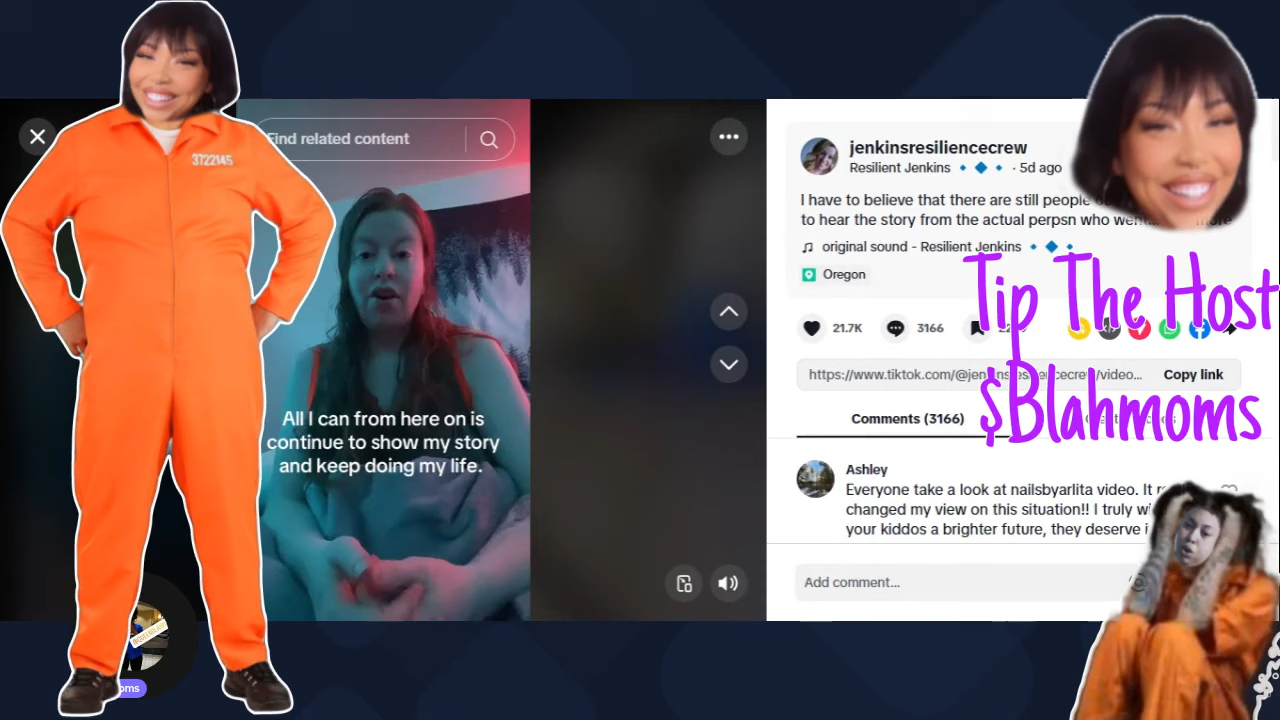 3722145
Find related content
All I can from here on is
continue to show my story
and keep doing my life.
jenkinsresiliencecrew
Resilient Jenkins · 5d ago
I have to believe that there are still people
to hear the story from the actual perpsn who
original sound - Resilient Jenkins
Oregon
21.7K
3166
https://www.tiktok.com/@jen
video...
Copy link
Comments (3166)
Ashley
Everyone take a look at nailsbyarlita video. It
changed my view on this situation!! I truly
your kiddos a brighter future, they deserve
Add comment...
Tip The Host
$Blahmoms
oms